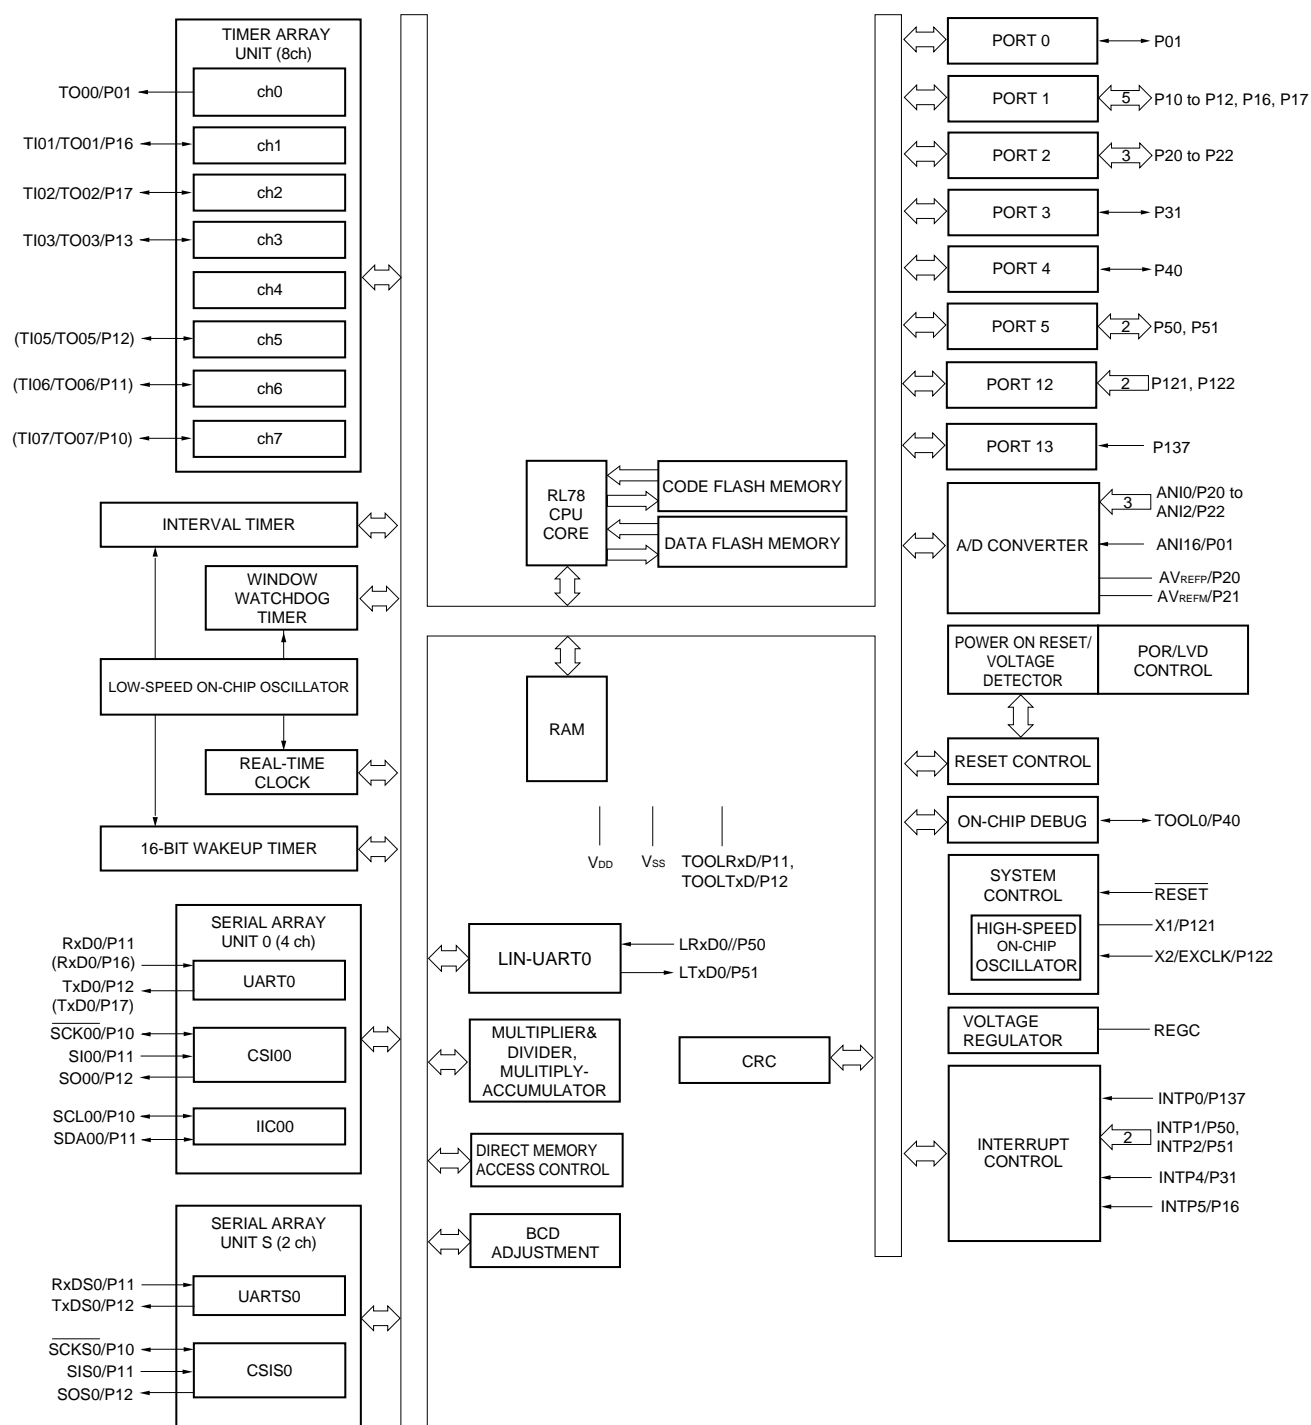 TIMER ARRAY
UNIT (8ch)
TO00/P01
ch0
TI01/TO01/P16
ch1
TI02/TO02/P17
ch2
TI03/TO03/P13
ch3
ch4
(TI05/TO05/P12)
ch5
(TI06/TO06/P11)
ch6
(TI07/TO07/P10)
ch7
INTERVAL TIMER
WINDOW
WATCHDOG
TIMER
LOW-SPEED ON-CHIP OSCILLATOR
REAL-TIME
CLOCK
16-BIT WAKEUP TIMER
SERIAL ARRAY
UNIT 0 (4 ch)
RxD0/P11
(RxD0/P16)
TxD0/P12
(TxD0/P17)
UART0
SCK00/P10
SI00/P11
SO00/P12
CSI00
SCL00/P10
SDA00/P11
IIC00
SERIAL ARRAY
UNIT S (2 ch)
RxDS0/P11
TxDS0/P12
UARTS0
SCKS0/P10
SIS0/P11
SOS0/P12
CSIS0
RL78
CPU
CORE
CODE FLASH MEMORY
DATA FLASH MEMORY
RAM
VDD
VSS
TOOLRxD/P11,
TOOLTxD/P12
LIN-UART0
LRxD0//P50
LTxD0/P51
MULTIPLIER&
DIVIDER,
MULITIPLY-
ACCUMULATOR
CRC
DIRECT MEMORY
ACCESS CONTROL
BCD
ADJUSTMENT
PORT 0
P01
PORT 1
5
P10 to P12, P16, P17
PORT 2
3
P20 to P22
PORT 3
P31
PORT 4
P40
PORT 5
2
P50, P51
PORT 12
2
P121, P122
PORT 13
P137
A/D CONVERTER
3
ANI0/P20 to
ANI2/P22
ANI16/P01
AVREFP/P20
AVREFM/P21
POWER ON RESET/
VOLTAGE
DETECTOR
POR/LVD
CONTROL
RESET CONTROL
ON-CHIP DEBUG
TOOL0/P40
SYSTEM
CONTROL
HIGH-SPEED
ON-CHIP
OSCILLATOR
RESET
X1/P121
X2/EXCLK/P122
VOLTAGE
REGULATOR
REGC
INTERRUPT
CONTROL
INTP0/P137
2
INTP1/P50,
INTP2/P51
INTP4/P31
INTP5/P16